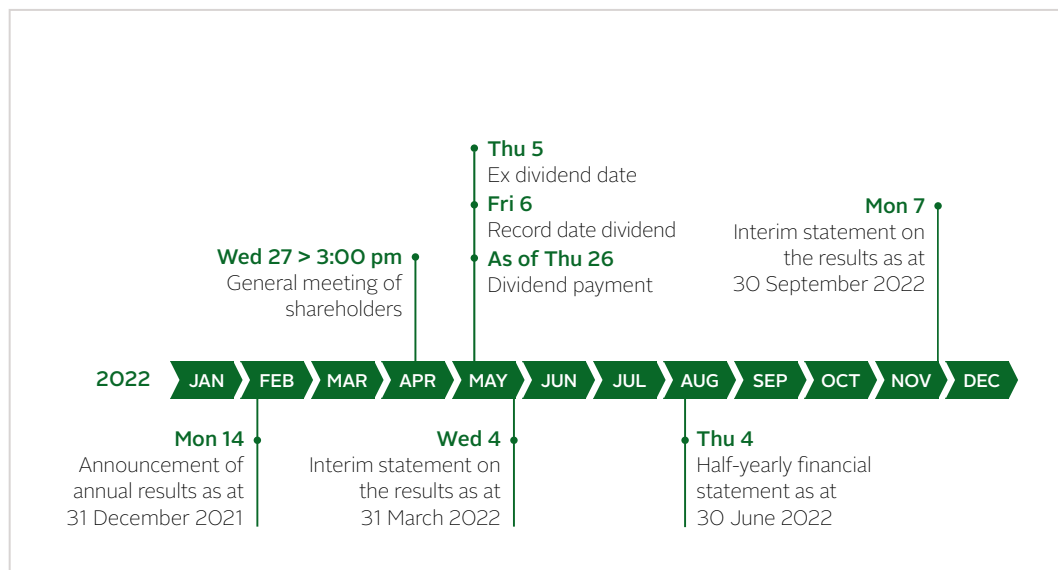 Thu 5
Ex dividend date
Fri 6
Record date dividend
As of Thu 26
Dividend payment
Wed 27 > 3:00 pm
General meeting of
shareholders
Mon 7
Interim statement on
the results as at
30 September 2022
2022 JAN FEB MAR APR MAY JUN JUL AUG SEP OCT NOV DEC
Mon 14
Announcement of
annual results as at
31 December 2021
Wed 4
Interim statement on
the results as at
31 March 2022
Thu 4
Half-yearly financial
statement as at
30 June 2022